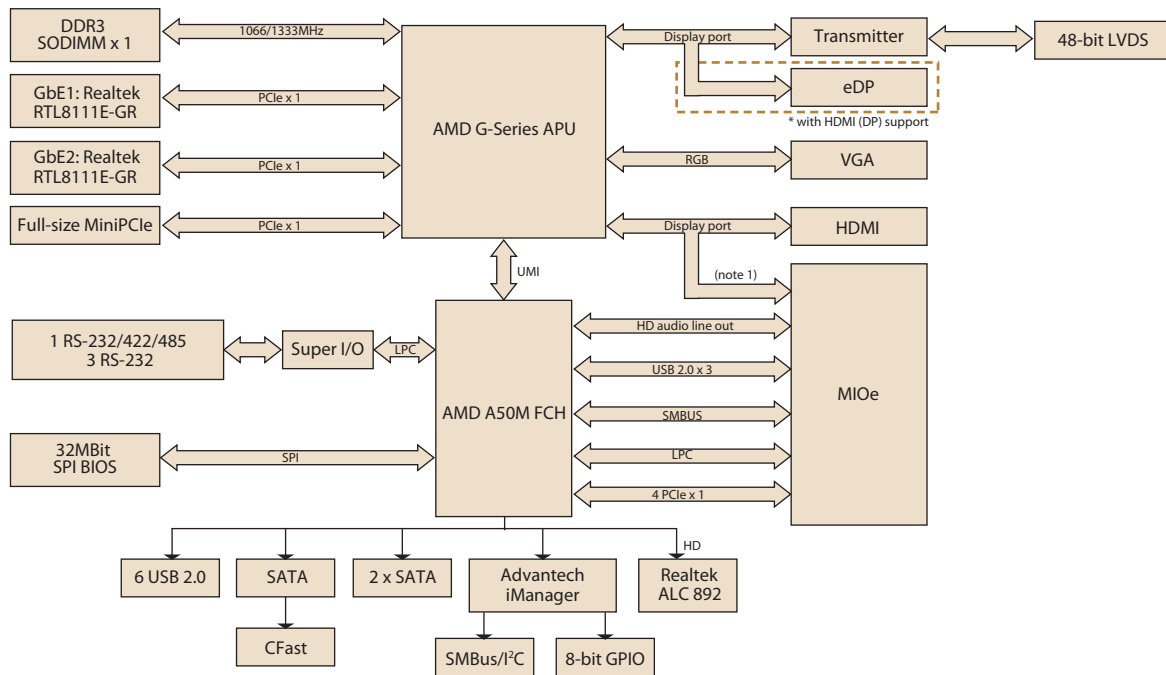 DDR3
SODIMM x 1
1066/1333MHz
Display port
Transmitter
48-bit LVDS
GbE1: Realtek
RTL8111E-GR
PCIe x 1
AMD G-Series APU
eDP
* with HDMI (DP) support
GbE2: Realtek
RTL8111E-GR
PCIe x 1
RGB
VGA
Full-size MiniPCIe
PCIe x 1
Display port
HDMI
UMI
(note 1)
1 RS-232/422/485
3 RS-232
Super I/O
LPC
AMD A50M FCH
HD audio line out
USB 2.0 x 3
SMBUS
LPC
4 PCIe x 1
MIOe
32MBit
SPI BIOS
SPI
HD
6 USB 2.0
SATA
2 x SATA
Advantech
iManager
Realtek
ALC 892
CFast
SMBus/I²C
8-bit GPIO